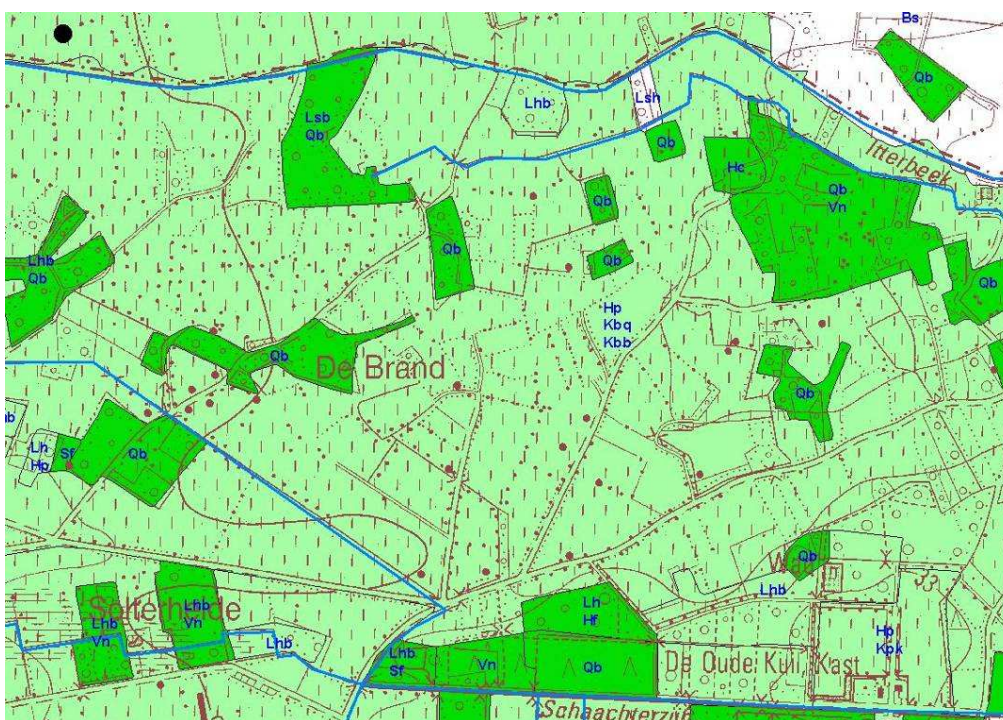 Bs
Qb
Lhb
Lsh
Lsb
Qb
Qb
Itterbeek
Hc
Qb
Vn
Qb
Qb
Lhb
Qb
Qb
Qb
Hp
Kbq
Kbb
Qb
De Brand
Qb
Lh
Hp
Sf
Qb
Qb
Lhb
Lhb
Vn
Lhb
Vn
Lh
Hf
Lhb
Lhb
Sf
Vn
Qb
Hp
Kpk
De Oude Kuil
Kast